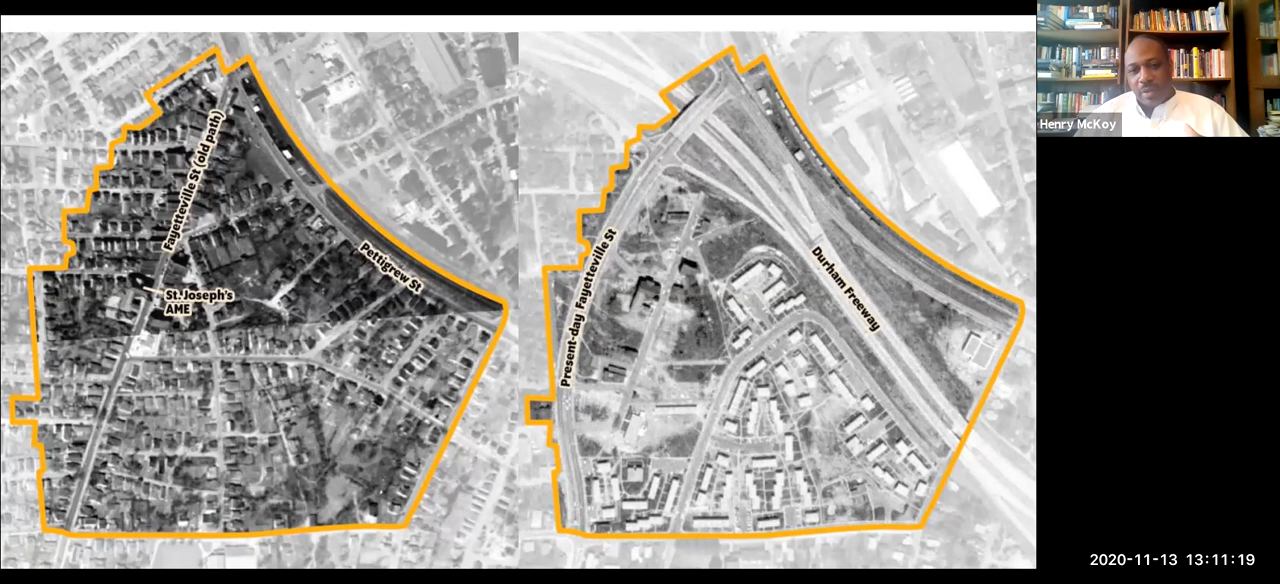 Fayetteville St (old path)
Pettigrew St
St. Joseph's
AME
Present-day Fayetteville St
Durham Freeway
Henry McKoy
2020-11-13 13:11:19